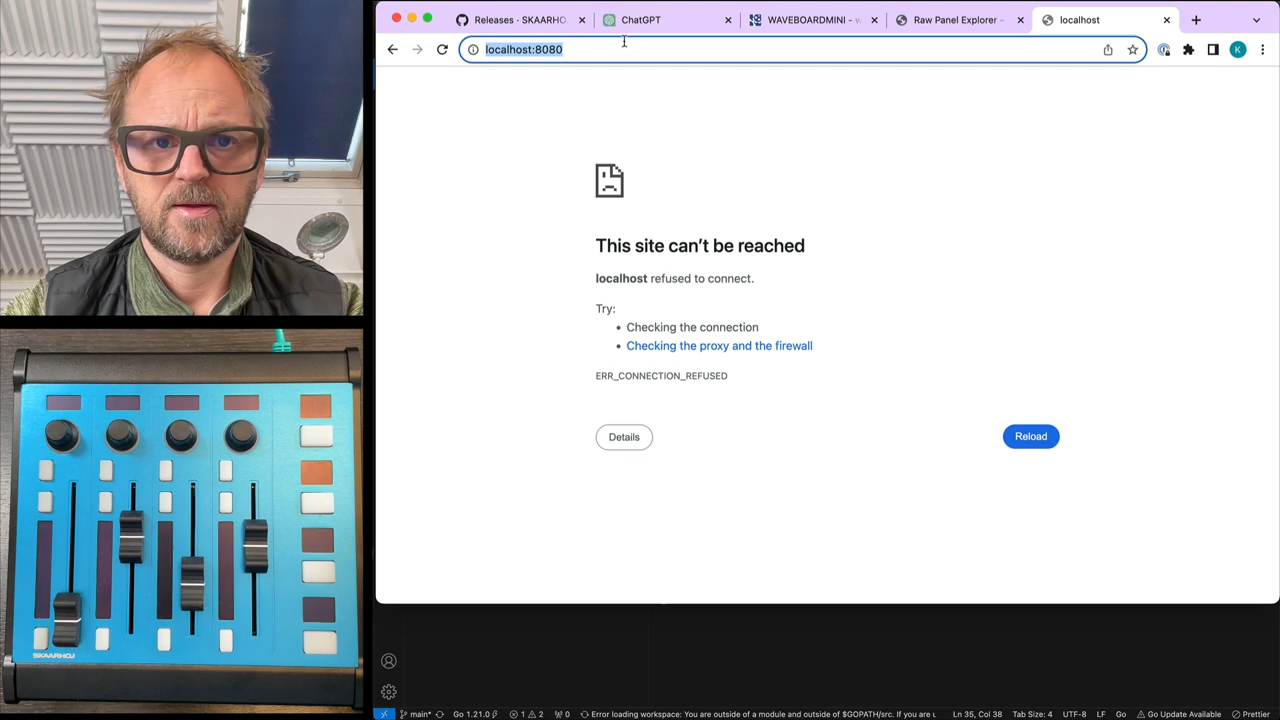 Releases · SKAARHO
ChatGPT
WAVEBOARDMINI -
Raw Panel Explorer -
localhost
localhost:8080
K
This site can't be reached
localhost refused to connect.
Try:
• Checking the connection
• Checking the proxy and the firewall
ERR_CONNECTION_REFUSED
Details
Reload
SKAARHOJ
main* Go 1.21.0 1 2 0 Error loading workspace: You are outside of a module and outside of $GOPATH/src. If you are Ln 35, Col 38 Tab Size: 4 UTF-8 LF Go Go Update Available Prettier